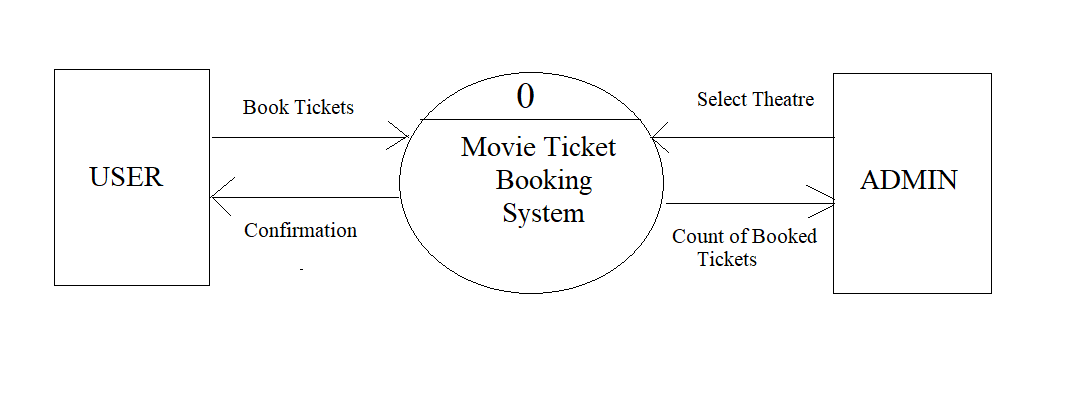 0
Book Tickets
Select Theatre
Movie Ticket
Booking
System
USER
ADMIN
Confirmation
Count of Booked
Tickets